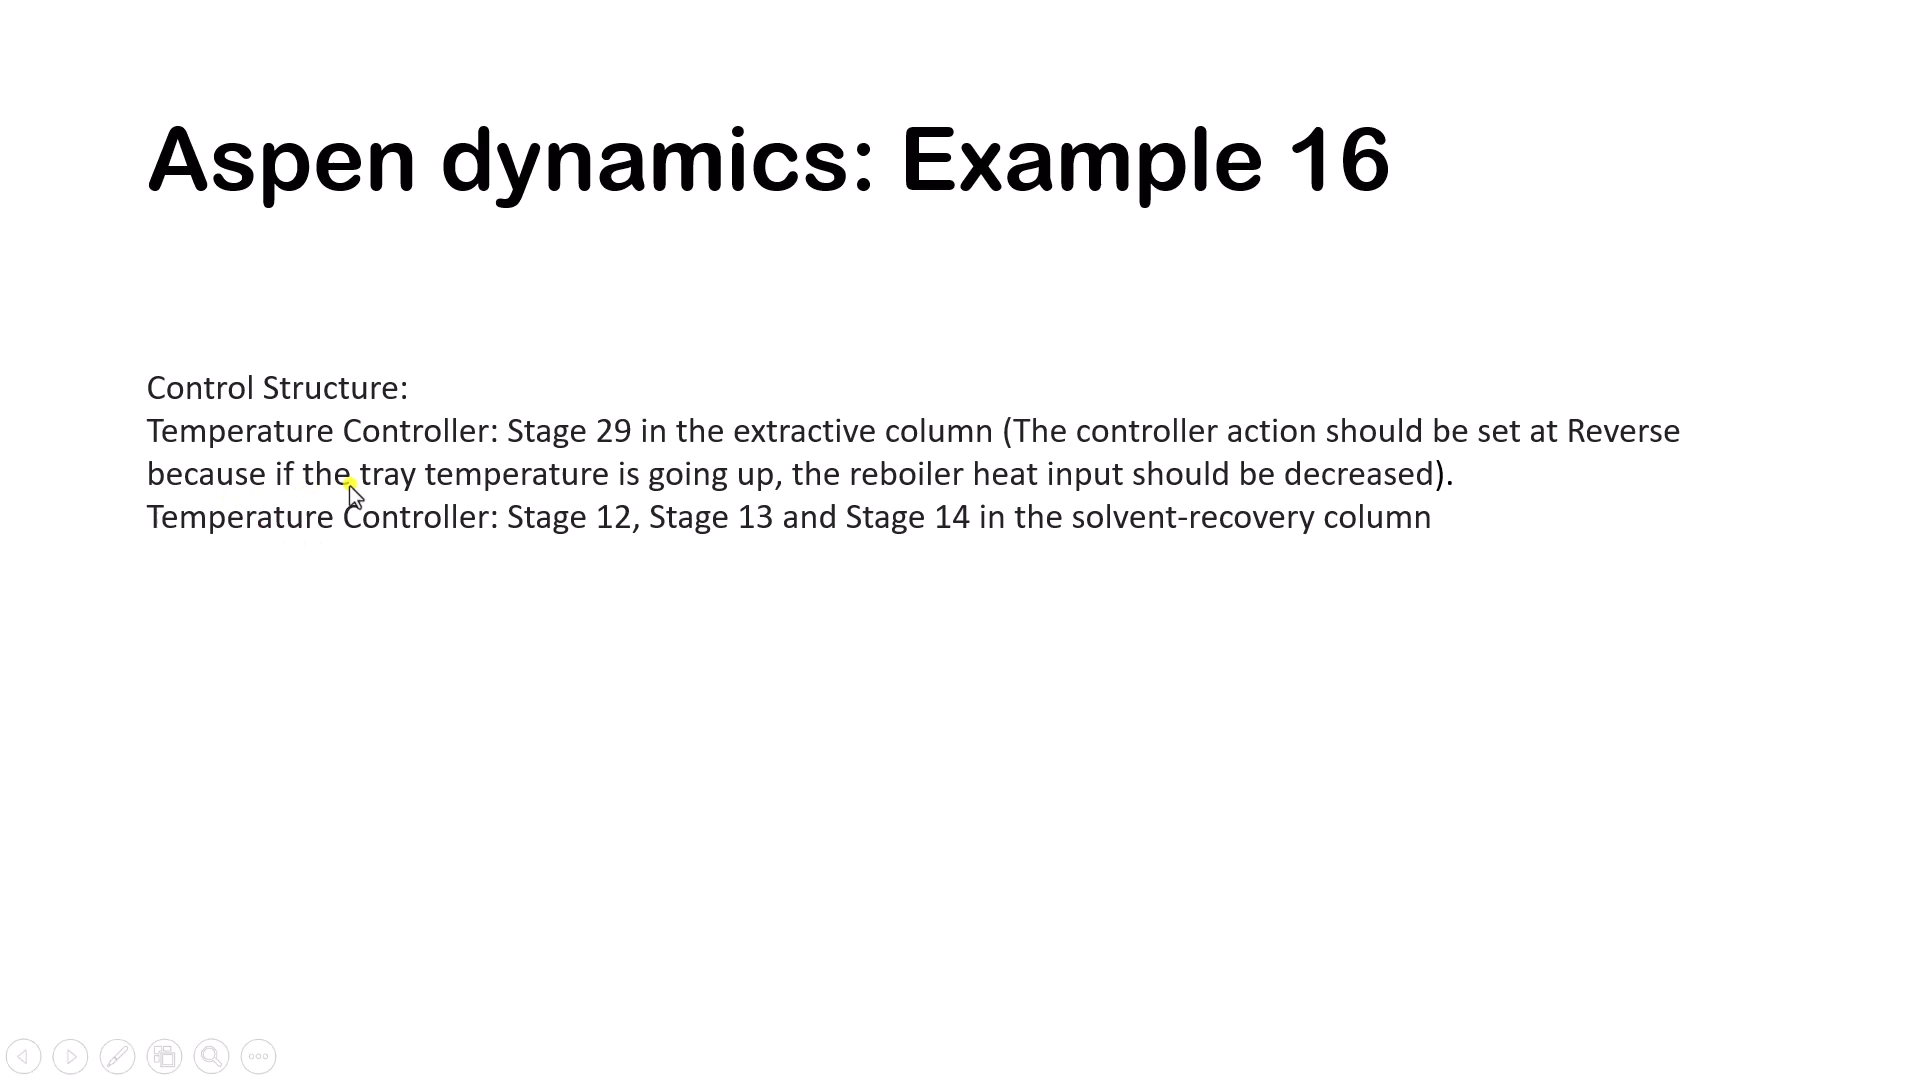 Aspen dynamics: Example 16
Control Structure:
Temperature Controller: Stage 29 in the extractive column (The controller action should be set at Reverse
because if the tray temperature is going up, the reboiler heat input should be decreased).
Temperature Controller: Stage 12, Stage 13 and Stage 14 in the solvent-recovery column